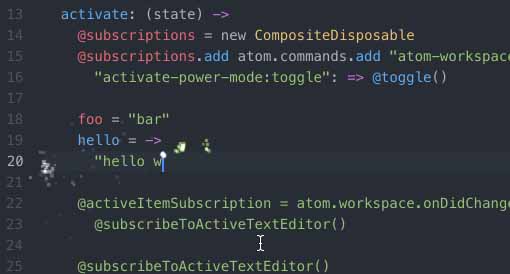 13 activate: (state) ->
14 @subscriptions = new CompositeDisposable
15 @subscriptions.add atom.commands.add "atom-workspace
16 "activate-power-mode:toggle": => @toggle()
17
18 foo = "bar"
19 hello = ->
20 "hello w
21
22 @activeItemSubscription = atom.workspace.onDidChange
23 @subscribeToActiveTextEditor()
24
25 @subscribeToActiveTextEditor()